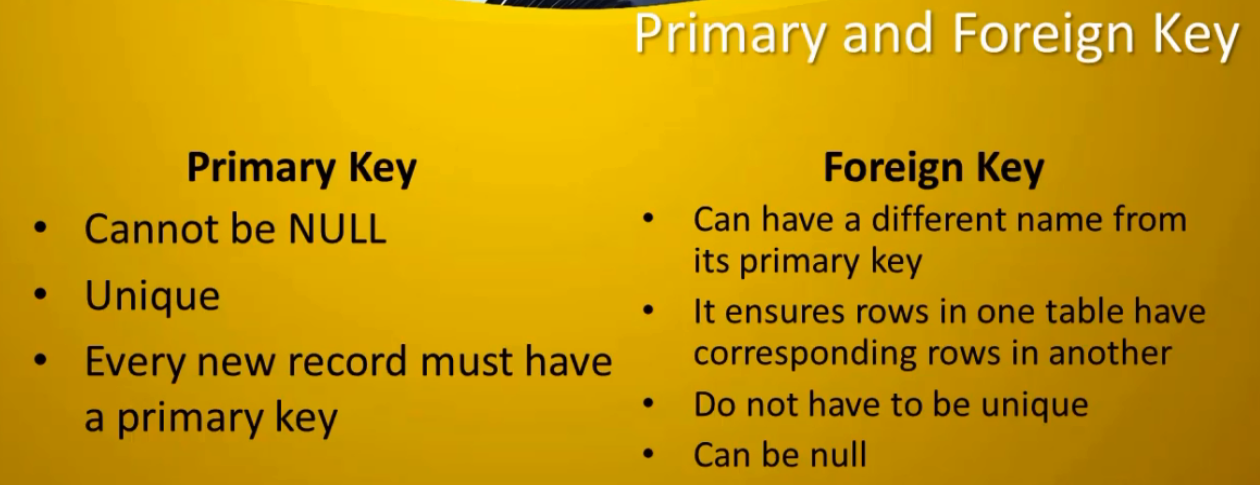 Primary and Foreign Key
Primary Key
• Cannot be NULL
• Unique
• Every new record must have
a primary key
Foreign Key
• Can have a different name from
its primary key
• It ensures rows in one table have
corresponding rows in another
• Do not have to be unique
• Can be null